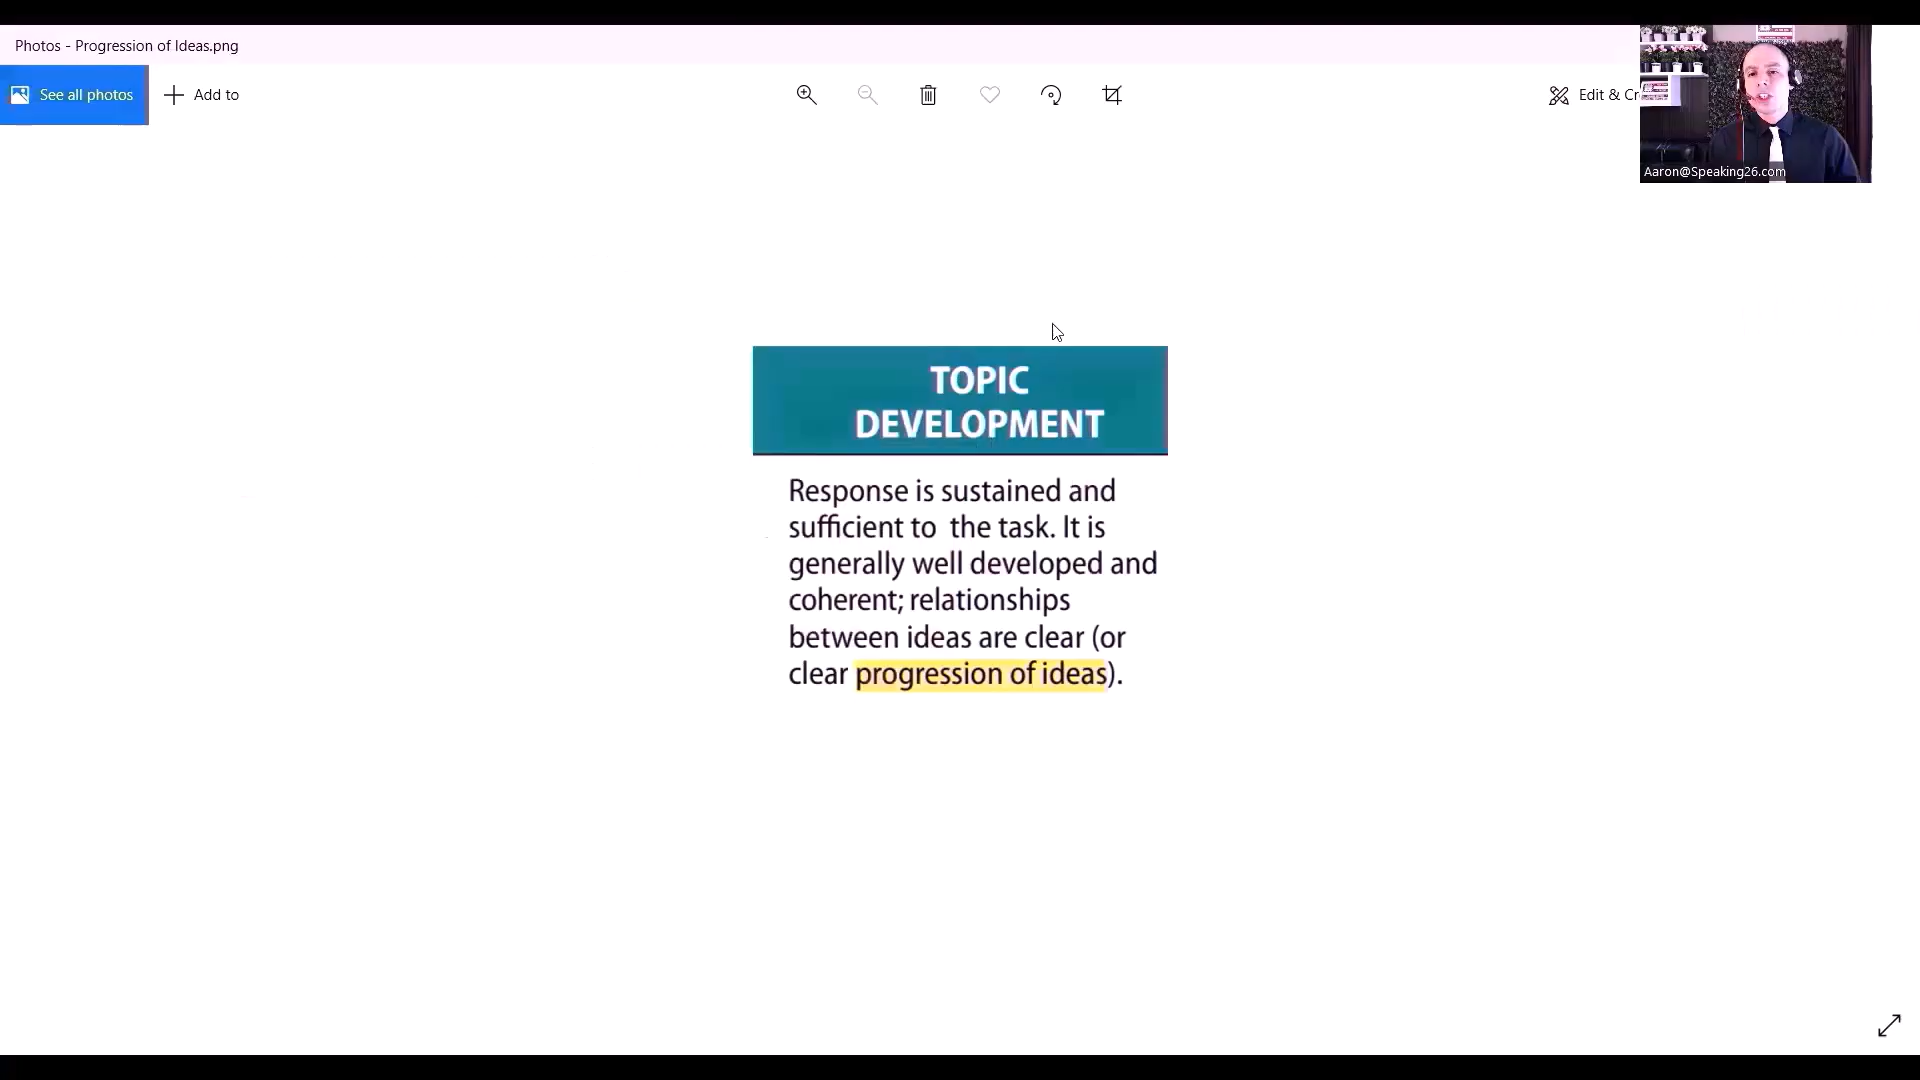 Photos - Progression of Ideas.png
See all photos
Add to
Edit & Cr
Aaron@Speaking26.com
TOPIC
DEVELOPMENT
Response is sustained and
sufficient to the task. It is
generally well developed and
coherent; relationships
between ideas are clear (or
clear progression of ideas).